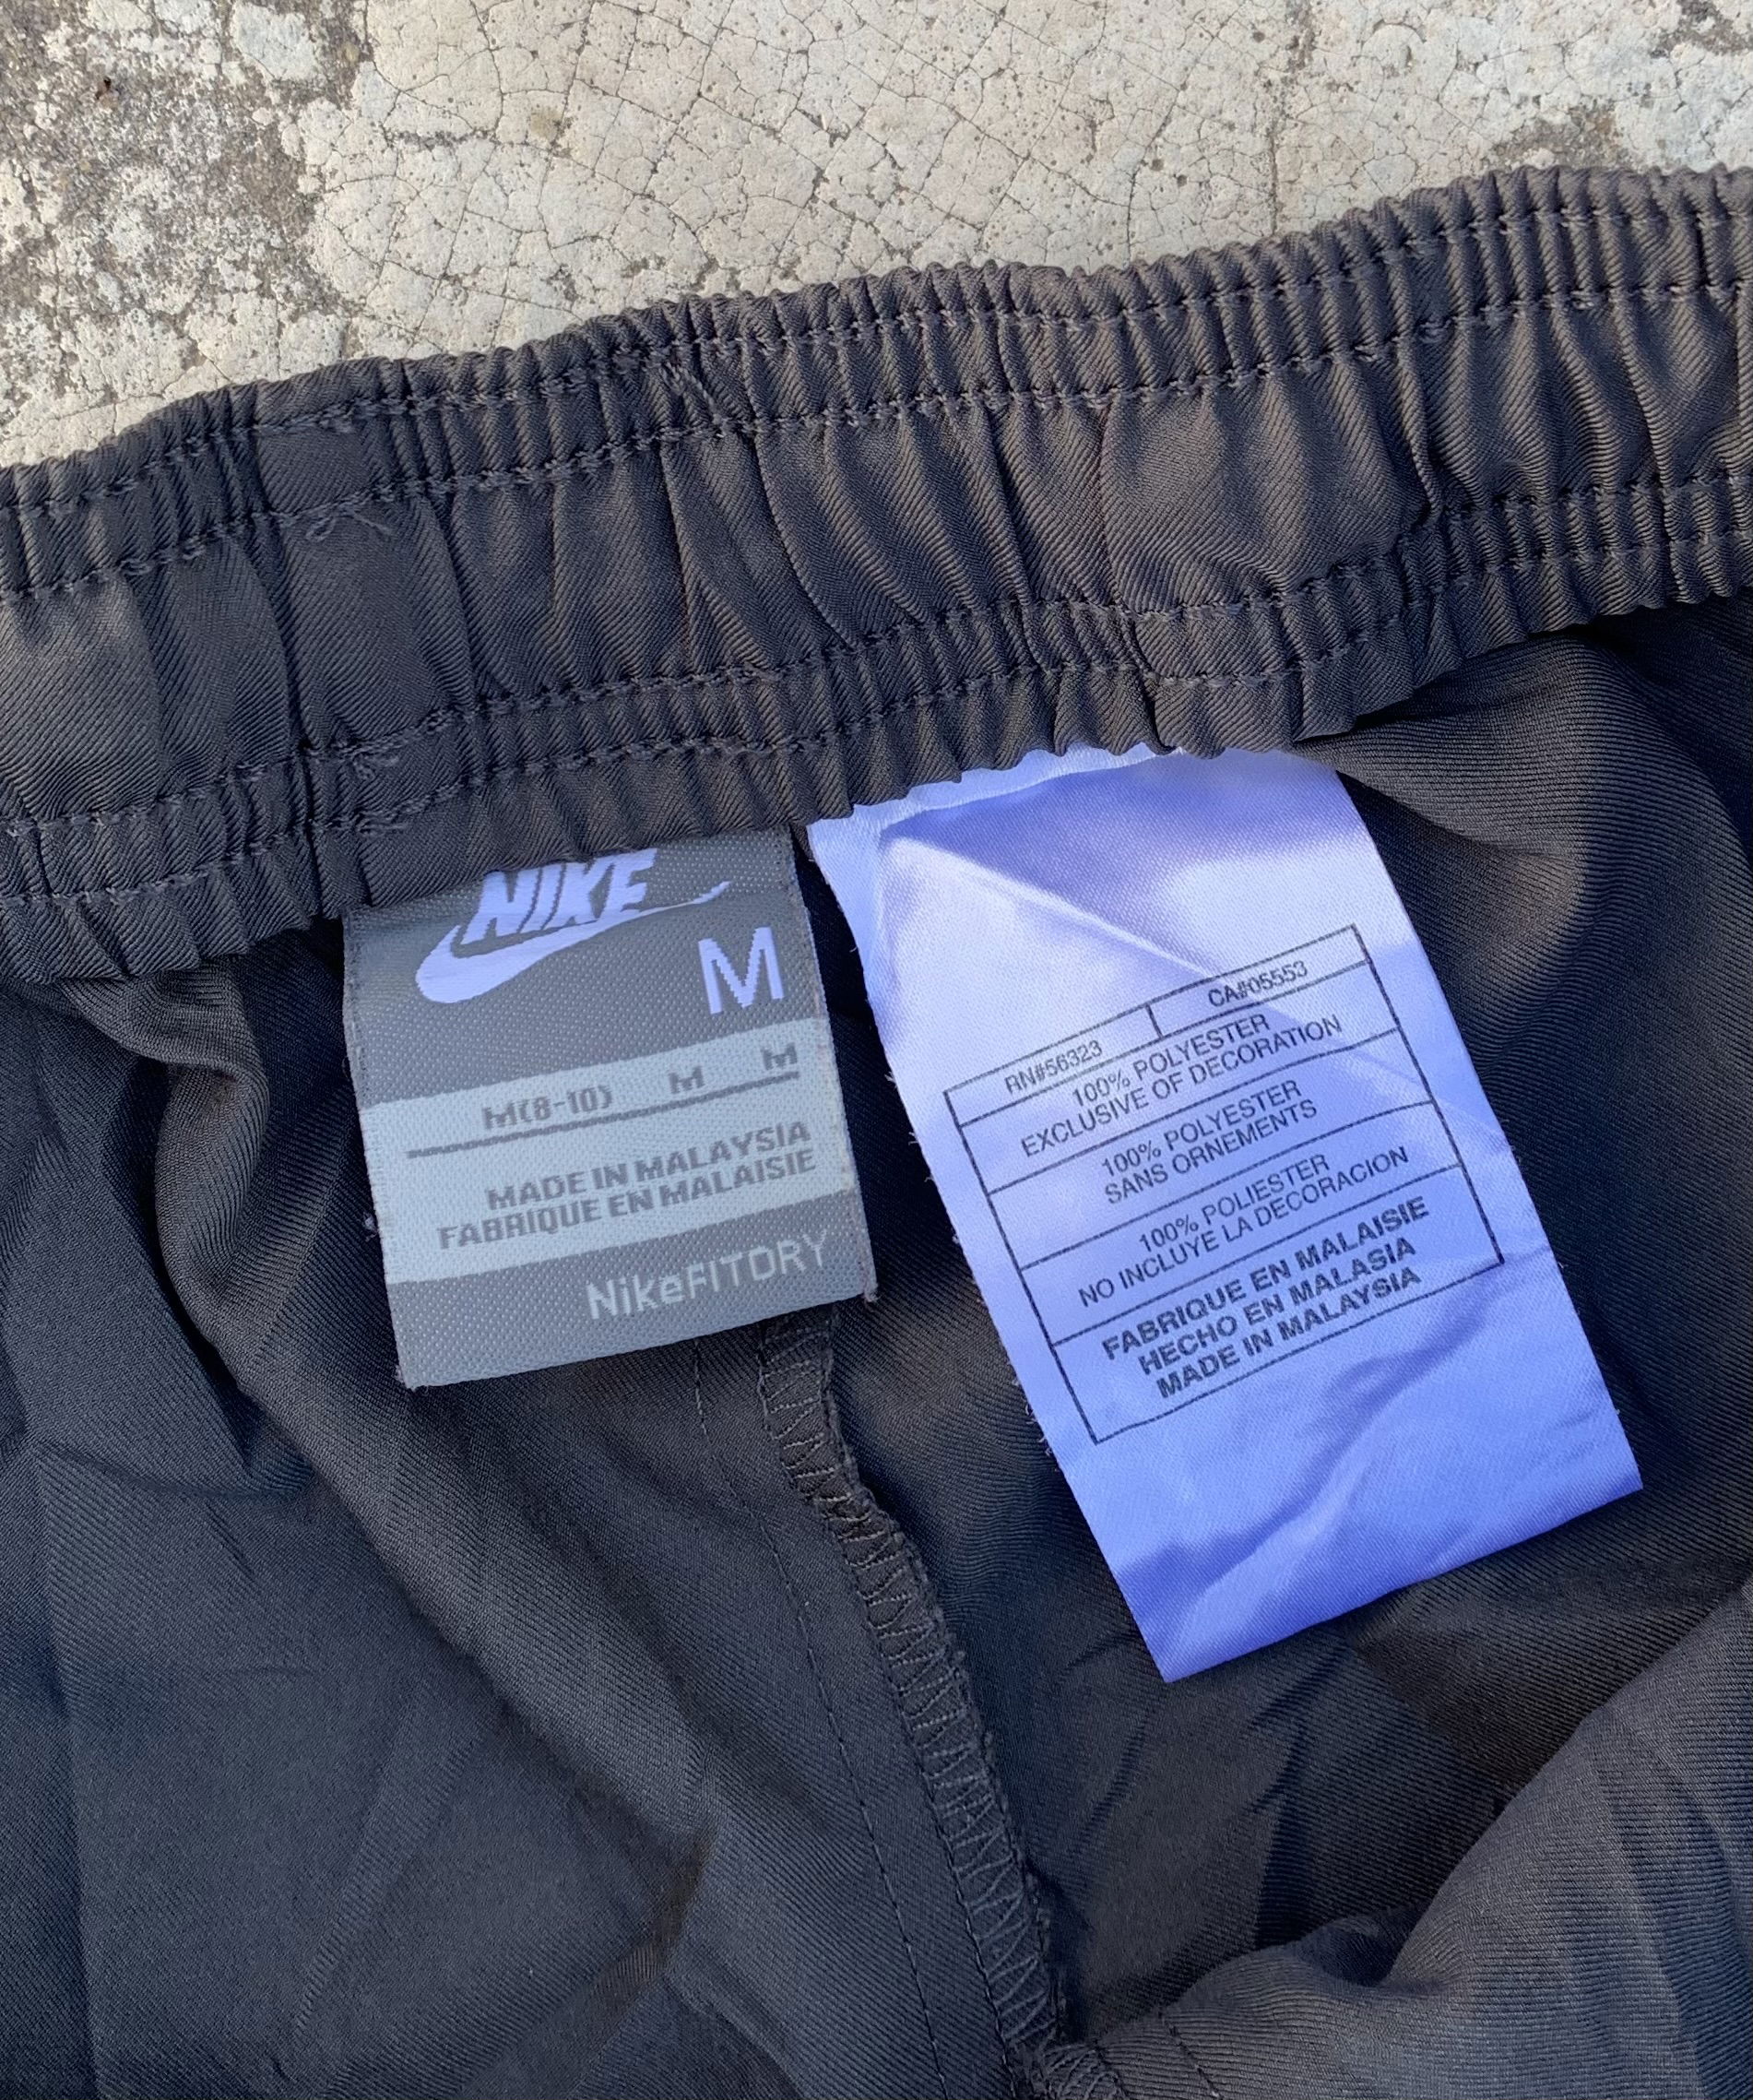 NIKE
M
M(8-10) M M
MADE IN MALAYSIA
FABRIQUE EN MALAISIE
NikeFITDRY
RN#56323 CA#05553
100% POLYESTER
EXCLUSIVE OF DECORATION
100% POLYESTER
SANS ORNEMENTS
100% POLIESTER
NO INCLUYE LA DECORACION
FABRIQUE EN MALAISIE
HECHO EN MALASIA
MADE IN MALAYSIA